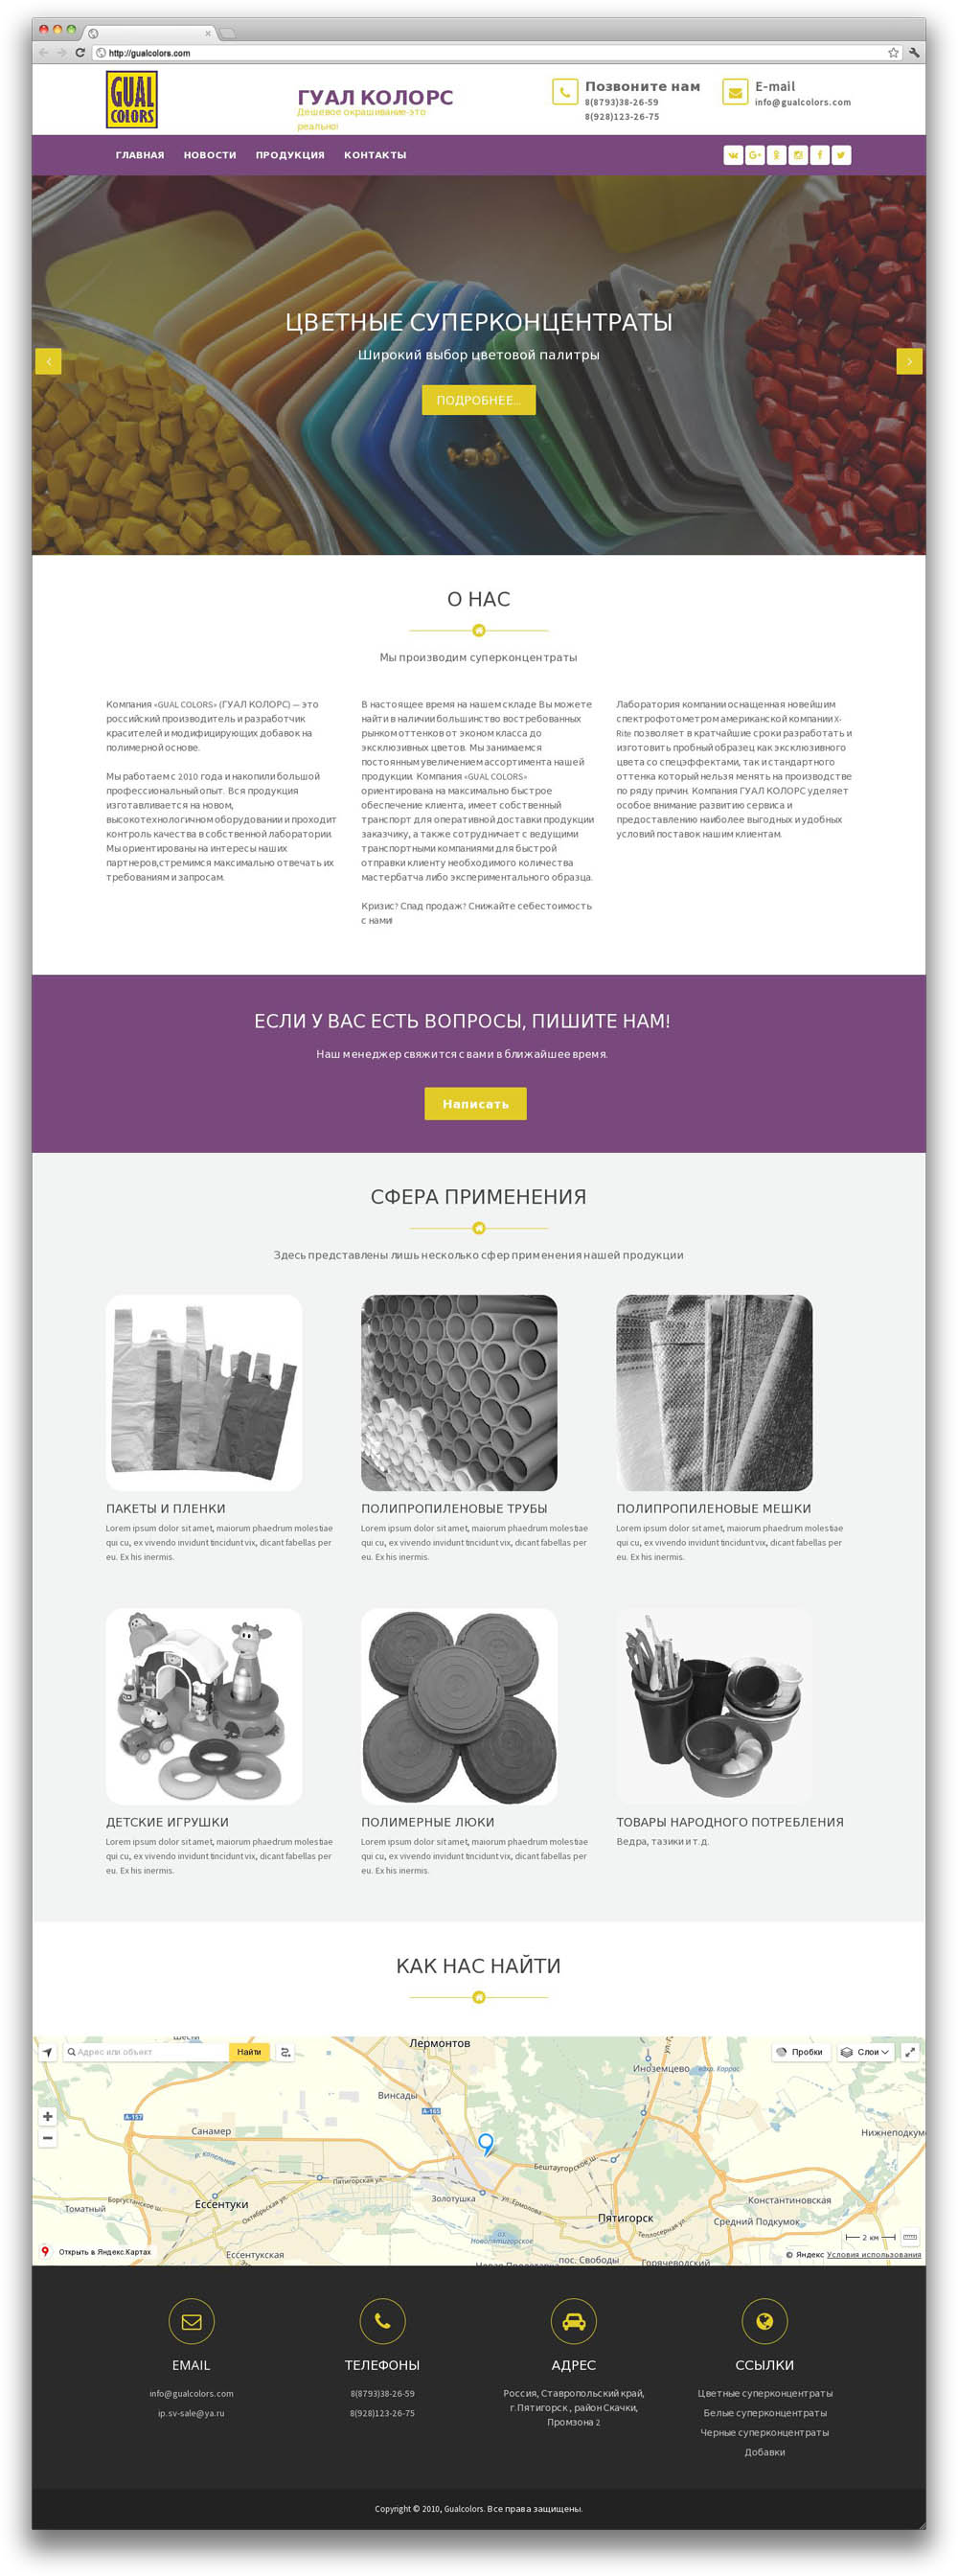 http://gualcolors.com
GUAL
COLORS
ГУАЛ КОЛОРС
Дешевое окрашивание-это
реально!
Позвоните нам
8(8793)38-26-59
8(928)123-26-75
E-mail
info@gualcolors.com
ГЛАВНАЯ НОВОСТИ ПРОДУКЦИЯ КОНТАКТЫ
ЦВЕТНЫЕ СУПЕРКОНЦЕНТРАТЫ
Широкий выбор цветовой палитры
ПОДРОБНЕЕ...
О НАС
Мы производим суперконцентраты
Компания «GUAL COLORS» (ГУАЛ КОЛОРС) — это
российский производитель и разработчик
красителей и модифицирующих добавок на
полимерной основе.
Мы работаем с 2010 года и накопили большой
профессиональный опыт. Вся продукция
изготавливается на новом,
высокотехнологичном оборудовании и проходит
контроль качества в собственной лаборатории.
Мы ориентированы на интересы наших
партнеров,стремимся максимально отвечать их
требованиям и запросам.
В настоящее время на нашем складе Вы можете
найти в наличии большинство востребованных
рынком оттенков от эконом класса до
эксклюзивных цветов. Мы занимаемся
постоянным увеличением ассортимента нашей
продукции. Компания «GUAL COLORS»
ориентирована на максимально быстрое
обеспечение клиента, имеет собственный
транспорт для оперативной доставки продукции
заказчику, а также сотрудничает с ведущими
транспортными компаниями для быстрой
отправки клиенту необходимого количества
мастербатча либо экспериментального образца.
Кризис? Спад продаж? Снижайте себестоимость
с нами!
Лаборатория компании оснащенная новейшим
спектрофотометром американской компании X-
Rite позволяет в кратчайшие сроки разработать и
изготовить пробный образец как эксклюзивного
цвета со спецэффектами, так и стандартного
оттенка который нельзя менять на производстве
по ряду причин. Компания ГУАЛ КОЛОРС уделяет
особое внимание развитию сервиса и
предоставлению наиболее выгодных и удобных
условий поставок нашим клиентам.
ЕСЛИ У ВАС ЕСТЬ ВОПРОСЫ, ПИШИТЕ НАМ!
Наш менеджер свяжится с вами в ближайшее время.
Написать
СФЕРА ПРИМЕНЕНИЯ
Здесь представлены лишь несколько сфер применения нашей продукции
ПАКЕТЫ И ПЛЕНКИ
Lorem ipsum dolor sit amet, maiorum phaedrum molestiae
qui cu, ex vivendo invidunt tincidunt vix, dicant fabellas per
eu. Ex his inermis.
ПОЛИПРОПИЛЕНОВЫЕ ТРУБЫ
Lorem ipsum dolor sit amet, maiorum phaedrum molestiae
qui cu, ex vivendo invidunt tincidunt vix, dicant fabellas per
eu. Ex his inermis.
ПОЛИПРОПИЛЕНОВЫЕ МЕШКИ
Lorem ipsum dolor sit amet, maiorum phaedrum molestiae
qui cu, ex vivendo invidunt tincidunt vix, dicant fabellas per
eu. Ex his inermis.
ДЕТСКИЕ ИГРУШКИ
Lorem ipsum dolor sit amet, maiorum phaedrum molestiae
qui cu, ex vivendo invidunt tincidunt vix, dicant fabellas per
eu. Ex his inermis.
ПОЛИМЕРНЫЕ ЛЮКИ
Lorem ipsum dolor sit amet, maiorum phaedrum molestiae
qui cu, ex vivendo invidunt tincidunt vix, dicant fabellas per
eu. Ex his inermis.
ТОВАРЫ НАРОДНОГО ПОТРЕБЛЕНИЯ
Ведра, тазики и т.д.
КАК НАС НАЙТИ
Адрес или объект Найти
Лермонтов
Пробки Слои
Иноземцево
Винсады
А-157
А-165
Санамер
Нижнеподкум
Бештаугорское ш.
Пятигорская ул.
Боргустанское ш.
Томатный
Ессентуки
Октябрьская ул.
Золотушка
ул. Ермолова
Константиновская
Пятигорск
Средний Подкумок
Теплосерная ул.
2 км
оз.
Новопятигорское
Открыть в Яндекс.Картах
Ессентукская
пос. Свободы
Горячеводский
© Яндекс Условия использования
EMAIL
info@gualcolors.com
ip.sv-sale@ya.ru
ТЕЛЕФОНЫ
8(8793)38-26-59
8(928)123-26-75
АДРЕС
Россия, Ставропольский край,
г.Пятигорск , район Скачки,
Промзона 2
ССЫЛКИ
Цветные суперконцентраты
Белые суперконцентраты
Черные суперконцентраты
Добавки
Copyright © 2010, Gualcolors. Все права защищены.